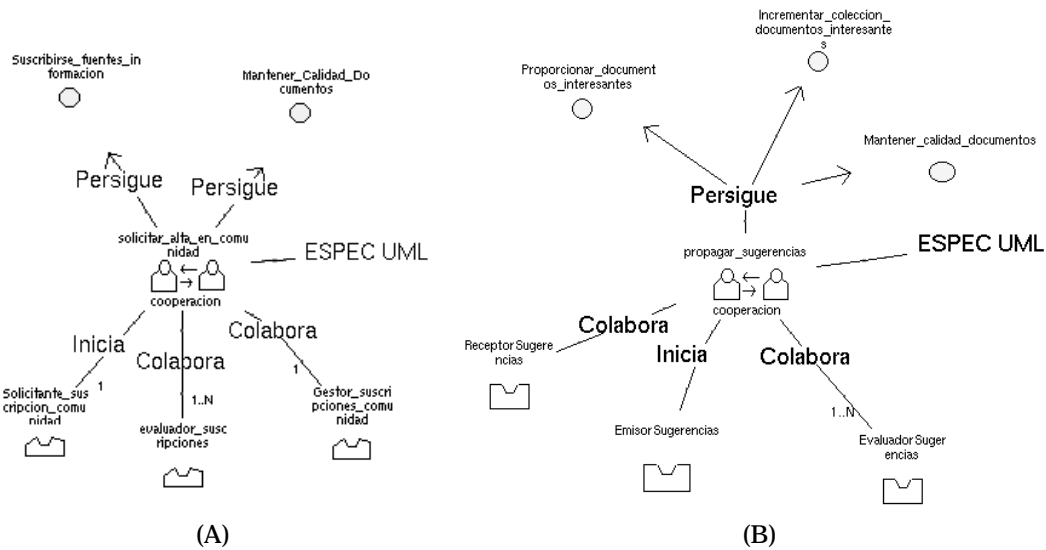 Suscribirse_fuentes_in
formacion
Mantener_Calidad_Do
cumentos
Persigue
Persigue
solicitar_alta_en_comu
nidad
ESPEC UML
cooperacion
Inicia
Colabora
Colabora
1
1
1..N
Solicitante_sus
cripcion_comu
nidad
evaluador_susc
ripciones
Gestor_suscri
pciones_comu
nidad
(A)
Incrementar_coleccion_
documentos_interesante
s
Proporcionar_document
os_interesantes
Mantener_calidad_documentos
Persigue
propagar_sugerencias
ESPEC UML
cooperacion
Colabora
Inicia
Colabora
Receptor Sugere
ncias
1..N
Emisor Sugerencias
Evaluador Suger
encias
(B)